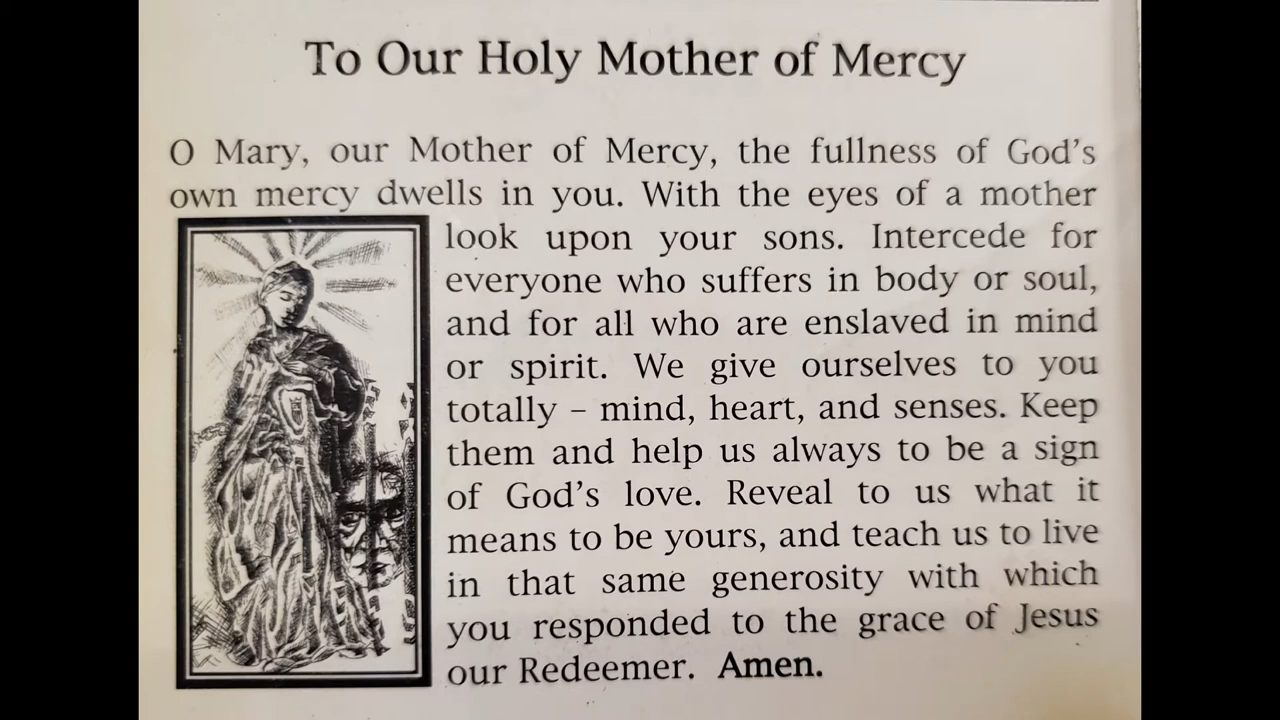 To Our Holy Mother of Mercy
O Mary, our Mother of Mercy, the fullness of God's
own mercy dwells in you. With the eyes of a mother
look upon your sons. Intercede for
everyone who suffers in body or soul,
and for all who are enslaved in mind
or spirit. We give ourselves to you
totally – mind, heart, and senses. Keep
them and help us always to be a sign
of God's love. Reveal to us what it
means to be yours, and teach us to live
in that same generosity with which
you responded to the grace of Jesus
our Redeemer. Amen.